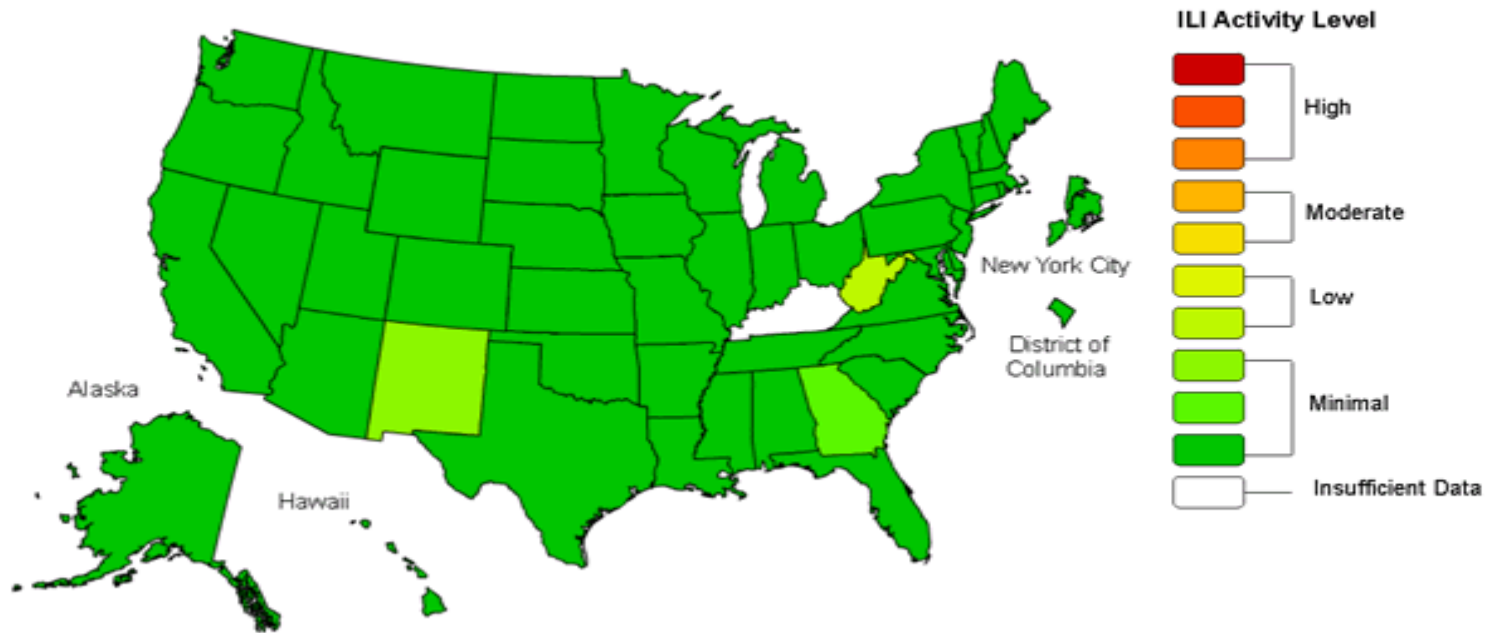 ILI Activity Level
High
Moderate
New York City
Low
District of
Columbia
Alaska
Minimal
Hawaii
Insufficient Data